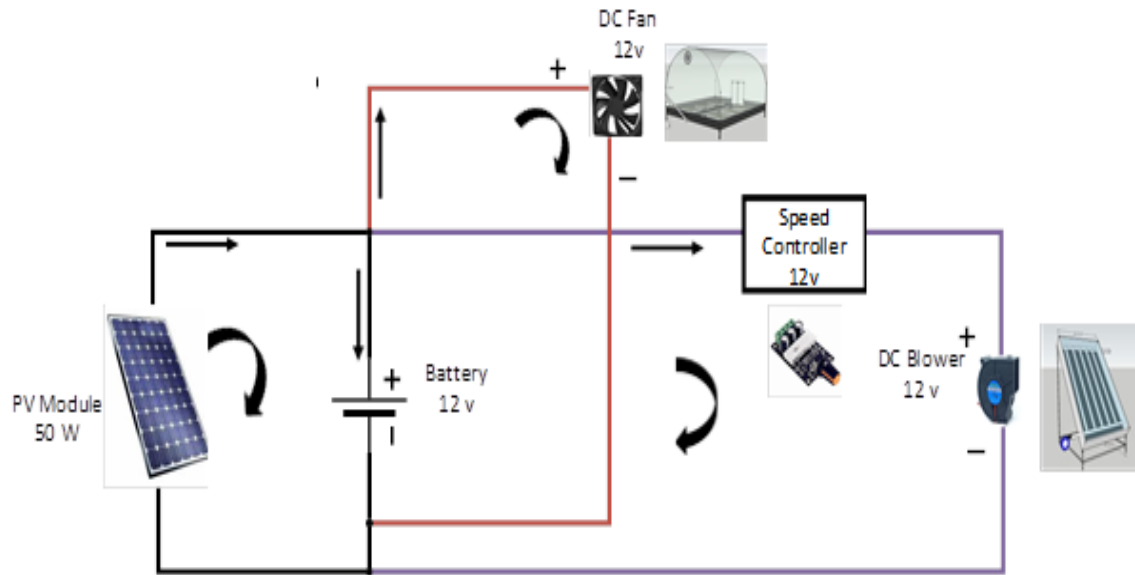 DC Fan
12v
+
−
Speed
Controller
12v
+
DC Blower
12 v
−
+
Battery
12 v
−
PV Module
50 W